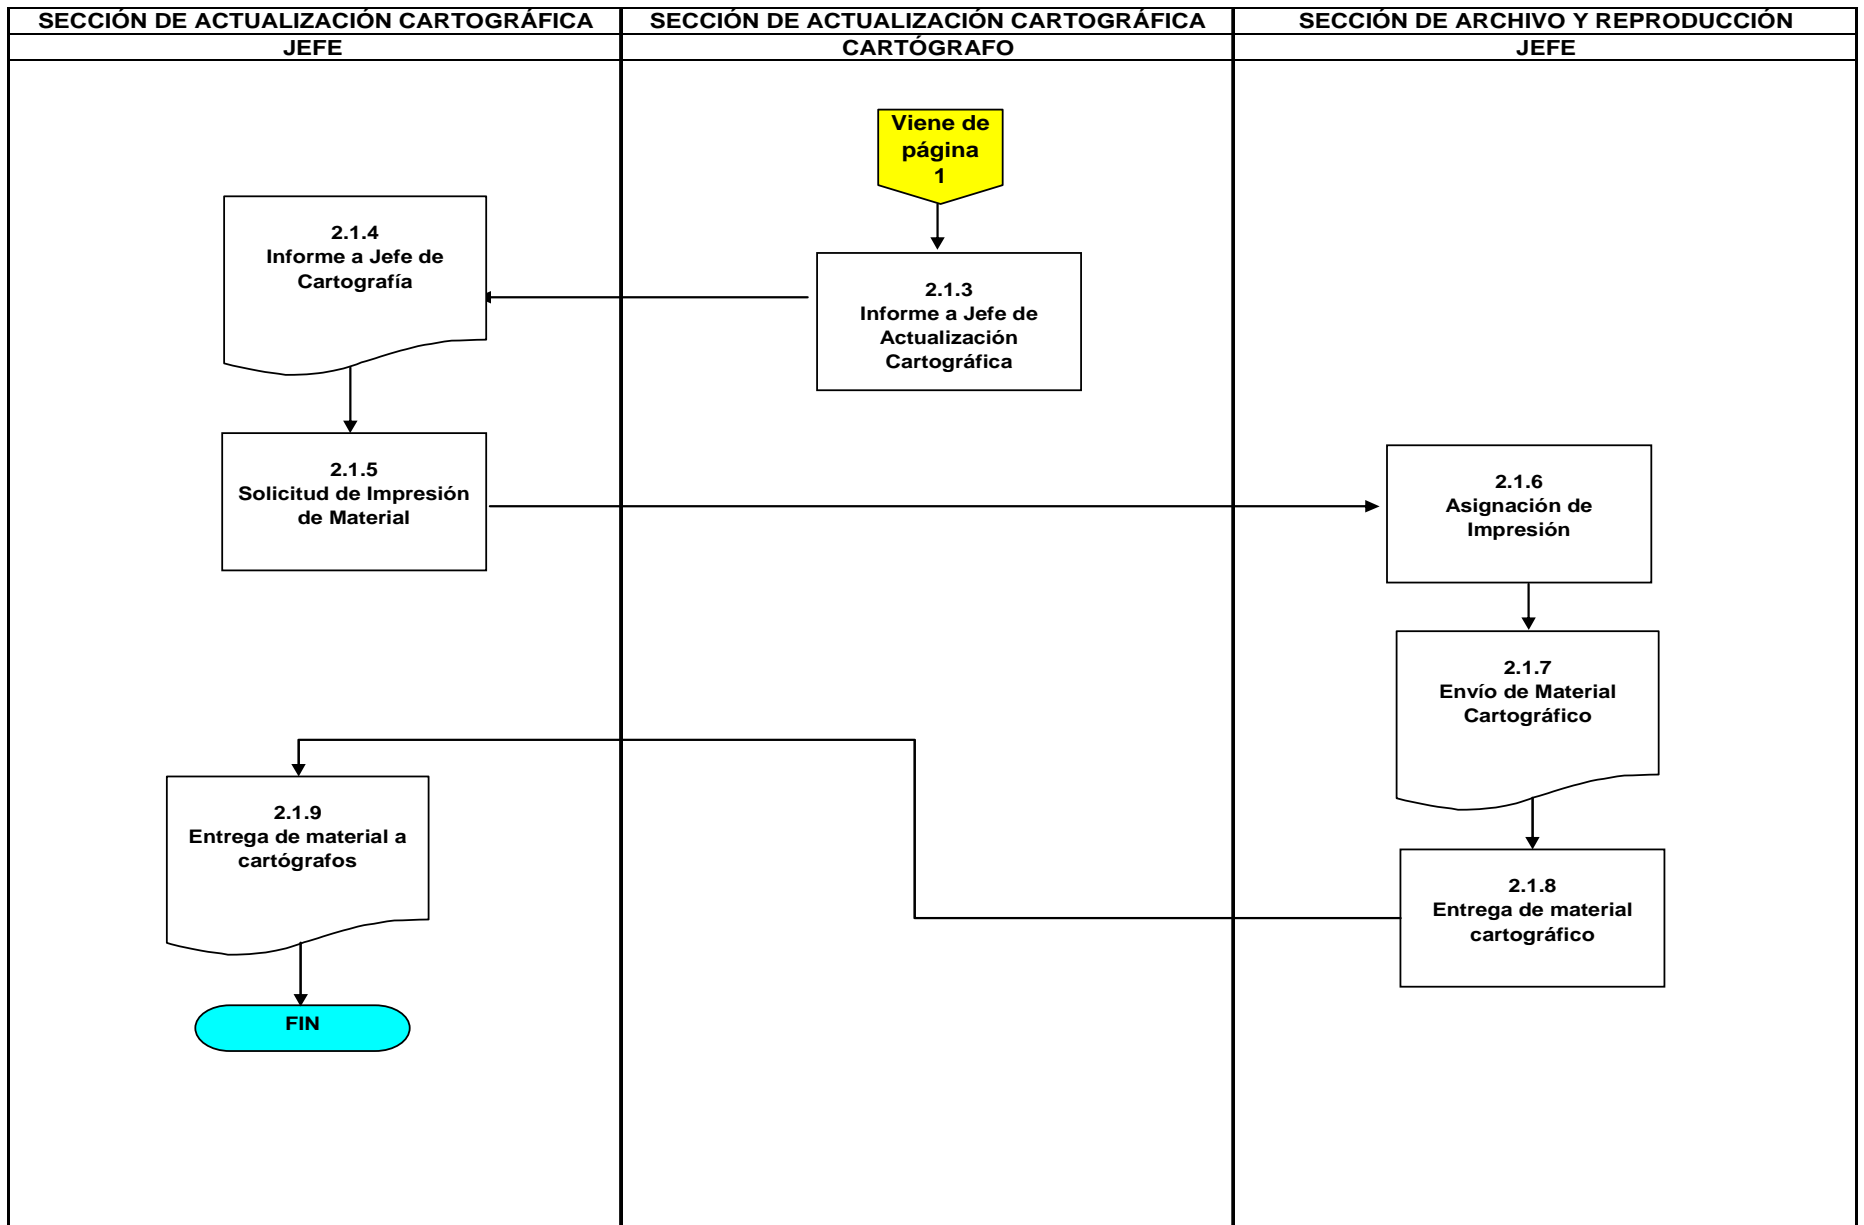 SECCIÓN DE ACTUALIZACIÓN CARTOGRÁFICA
JEFE
SECCIÓN DE ACTUALIZACIÓN CARTOGRÁFICA
CARTÓGRAFO
SECCIÓN DE ARCHIVO Y REPRODUCCIÓN
JEFE
Viene de
página
1
2.1.3
Informe a Jefe de
Actualización
Cartográfica
2.1.4
Informe a Jefe de
Cartografía
2.1.5
Solicitud de Impresión
de Material
2.1.6
Asignación de
Impresión
2.1.7
Envío de Material
Cartográfico
2.1.8
Entrega de material
cartográfico
2.1.9
Entrega de material a
cartógrafos
FIN